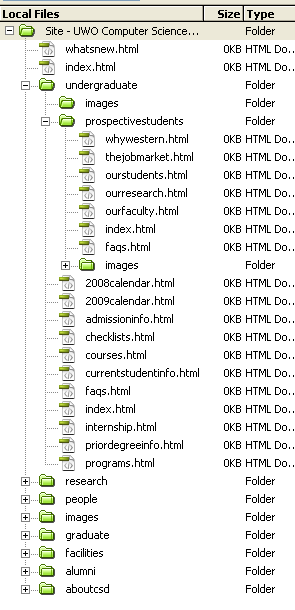 Local Files Size Type
Site - UWO Computer Science... Folder
whatsnew.html 0KB HTML Do...
index.html 0KB HTML Do...
undergraduate Folder
images Folder
prospectivestudents Folder
whywestern.html 0KB HTML Do...
thejobmarket.html 0KB HTML Do...
ourstudents.html 0KB HTML Do...
ourresearch.html 0KB HTML Do...
ourfaculty.html 0KB HTML Do...
index.html 0KB HTML Do...
faqs.html 0KB HTML Do...
images Folder
2008calendar.html 0KB HTML Do...
2009calendar.html 0KB HTML Do...
admissioninfo.html 0KB HTML Do...
checklists.html 0KB HTML Do...
courses.html 0KB HTML Do...
currentstudentinfo.html 0KB HTML Do...
faqs.html 0KB HTML Do...
index.html 0KB HTML Do...
internship.html 0KB HTML Do...
priordegreeinfo.html 0KB HTML Do...
programs.html 0KB HTML Do...
research Folder
people Folder
images Folder
graduate Folder
facilities Folder
alumni Folder
aboutcsd Folder